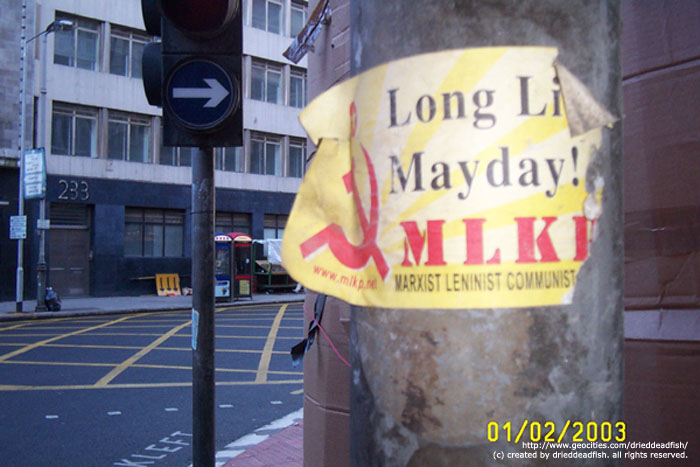 233
Long Li
Mayday!
MLKP
www.mlkp.net
MARXIST LENINIST COMMUNIST
K LEFT
01/02/2003
http://www.geocities.com/drieddeadfish/
(c) created by drieddeadfish. all rights reserved.